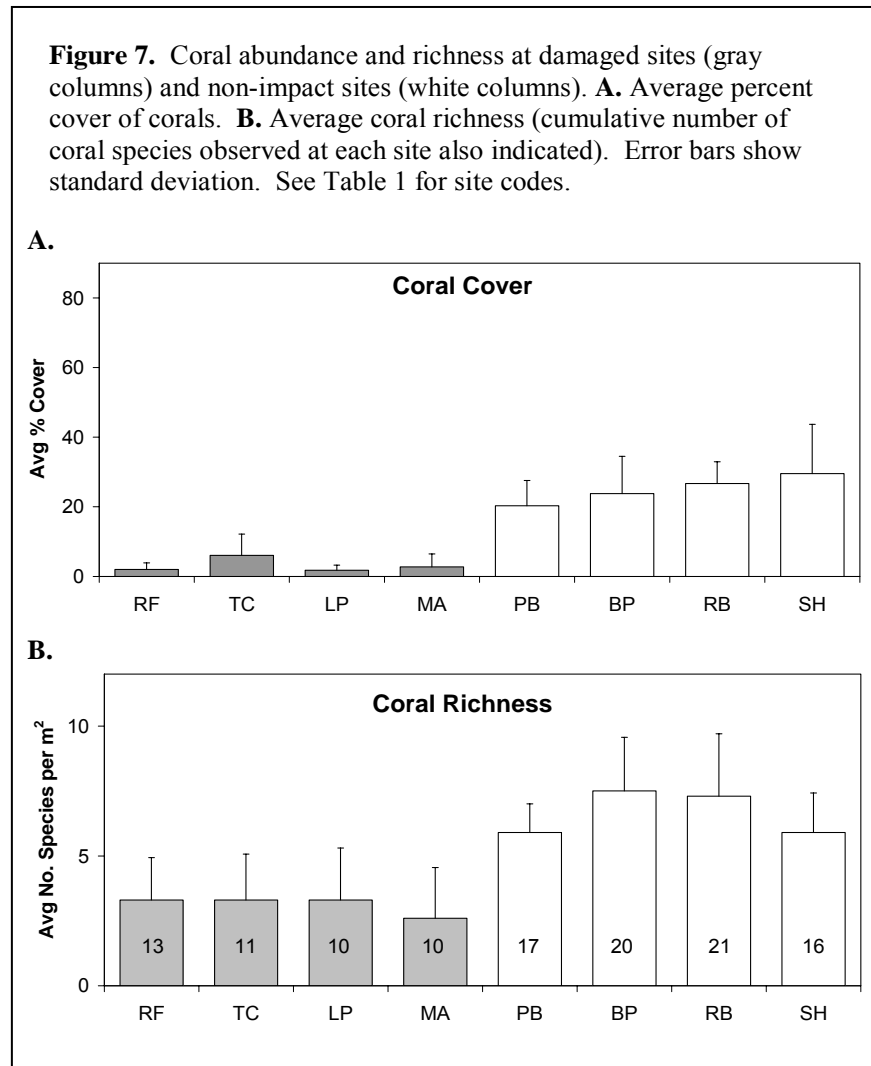 Figure 7. Coral abundance and richness at damaged sites (gray
columns) and non-impact sites (white columns). A. Average percent
cover of corals. B. Average coral richness (cumulative number of
coral species observed at each site also indicated). Error bars show
standard deviation. See Table 1 for site codes.
A.
Coral Cover
Avg % Cover
80
60
40
20
0
RF TC LP MA PB BP RB SH
B.
Coral Richness
Avg No. Species per m²
10
5
0
13 11 10 10 17 20 21 16
RF TC LP MA PB BP RB SH